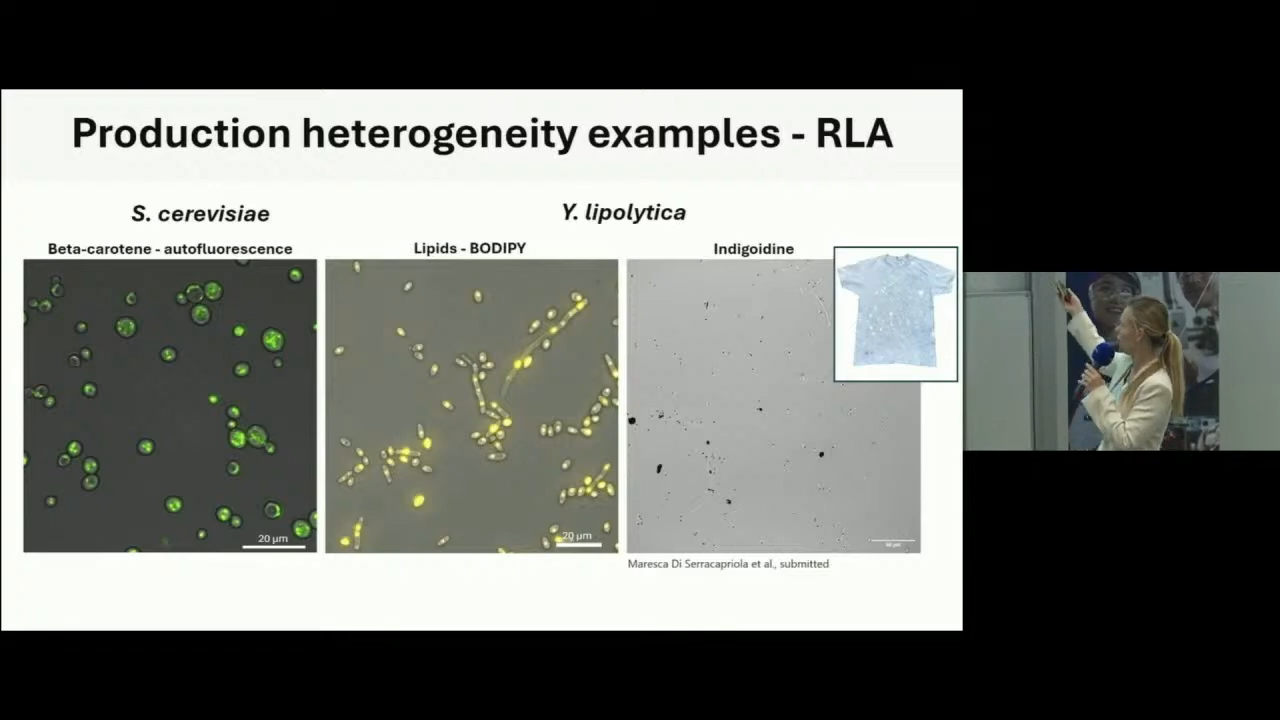 Production heterogeneity examples - RLA
S. cerevisiae
Y. lipolytica
Beta-carotene - autofluorescence
Lipids - BODIPY
Indigoidine
20 µm
20 µm
Maresca Di Serracapriola et al., submitted